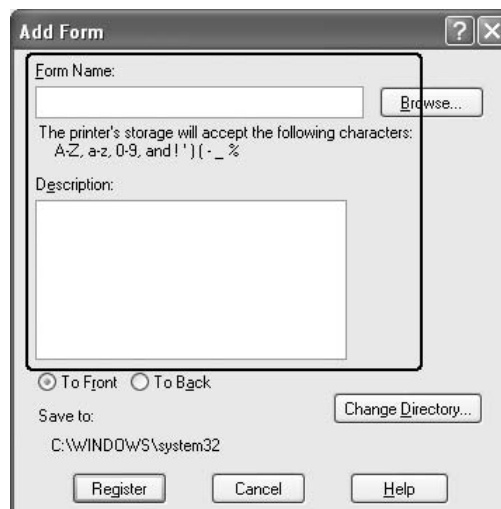 Add Form
Form Name:
Browse...
The printer's storage will accept the following characters:
A-Z, a-z, 0-9, and ! ' ) ( - _ %
Description:
To Front To Back
Change Directory...
Save to:
C:\WINDOWS\system32
Register Cancel Help